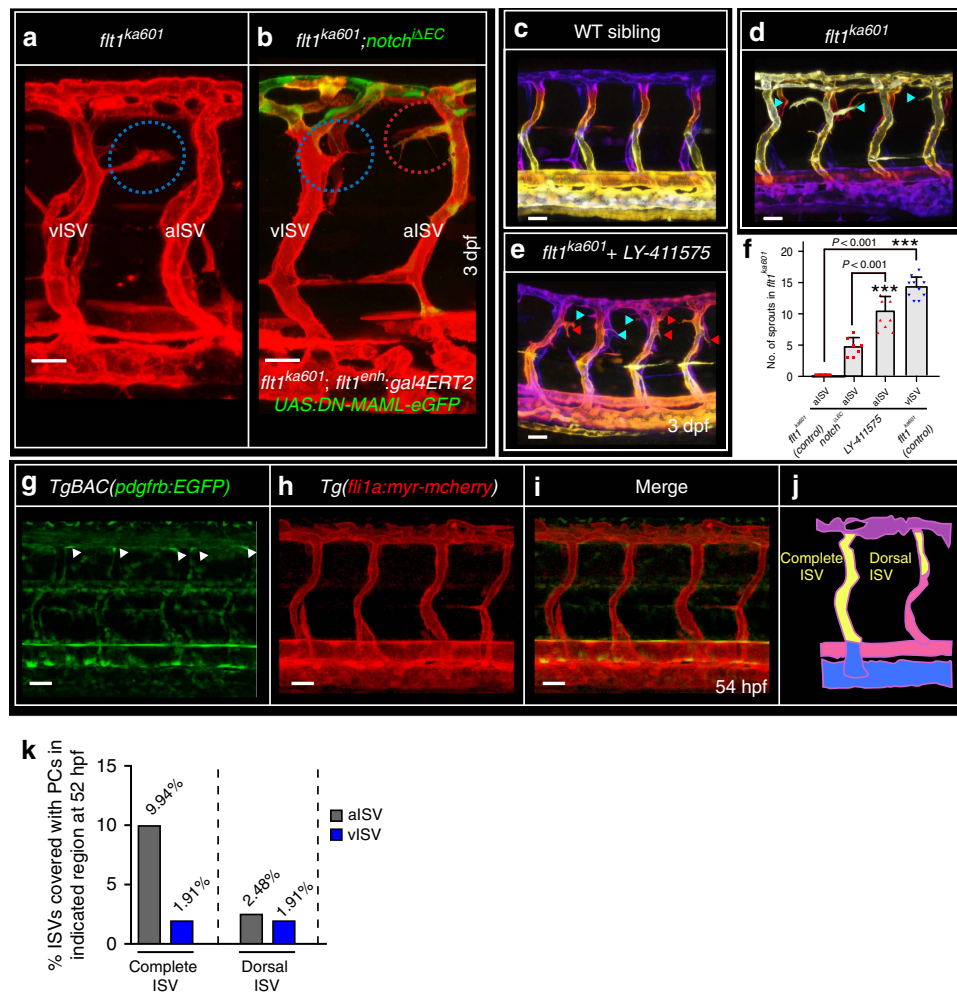 a flt1ka601
b flt1ka601;notchiΔEC
vISV
aISV
vISV
aISV
3 dpf
flt1ka601; flt1enh:gal4ERT2
UAS:DN-MAML-eGFP
c WT sibling
d flt1ka601
e flt1ka601 + LY-411575
3 dpf
f
P < 0.001
***
P < 0.001
***
No. of sprouts in flt1ka601
20
15
10
5
0
aISV
aISV
aISV
vISV
flt1ka601 (control)
notchiΔEC
LY-411575
flt1ka601 (control)
g TgBAC(pdgfrb:EGFP)
h Tg(fli1a:myr-mcherry)
i Merge
54 hpf
j
Complete ISV
Dorsal ISV
k
% ISVs covered with PCs in
indicated region at 52 hpf
15
10
5
0
9.94%
1.91%
2.48%
1.91%
aISV
vISV
Complete ISV
Dorsal ISV